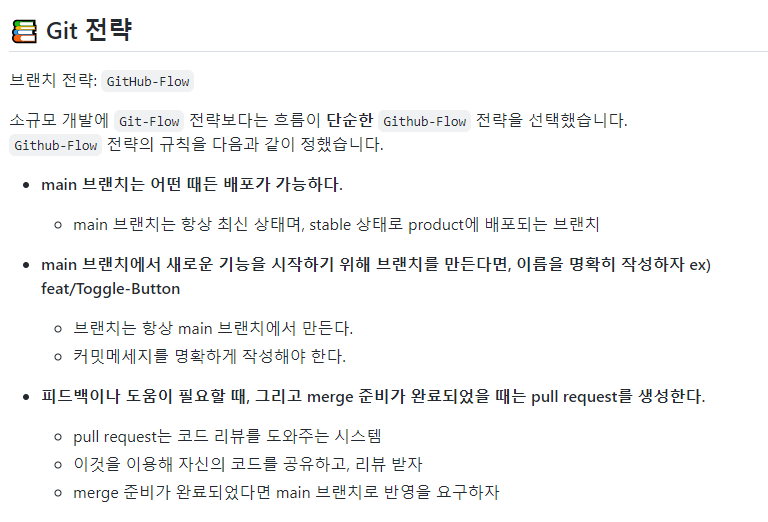 📚 Git 전략
브랜치 전략: GitHub-Flow
소규모 개발에 Git-Flow 전략보다는 흐름이 단순한 Github-Flow 전략을 선택했습니다.
Github-Flow 전략의 규칙을 다음과 같이 정했습니다.
• main 브랜치는 어떤 때든 배포가 가능하다.
◦ main 브랜치는 항상 최신 상태며, stable 상태로 product에 배포되는 브랜치
• main 브랜치에서 새로운 기능을 시작하기 위해 브랜치를 만든다면, 이름을 명확히 작성하자 ex)
feat/Toggle-Button
◦ 브랜치는 항상 main 브랜치에서 만든다.
◦ 커밋메세지를 명확하게 작성해야 한다.
• 피드백이나 도움이 필요할 때, 그리고 merge 준비가 완료되었을 때는 pull request를 생성한다.
◦ pull request는 코드 리뷰를 도와주는 시스템
◦ 이것을 이용해 자신의 코드를 공유하고, 리뷰 받자
◦ merge 준비가 완료되었다면 main 브랜치로 반영을 요구하자